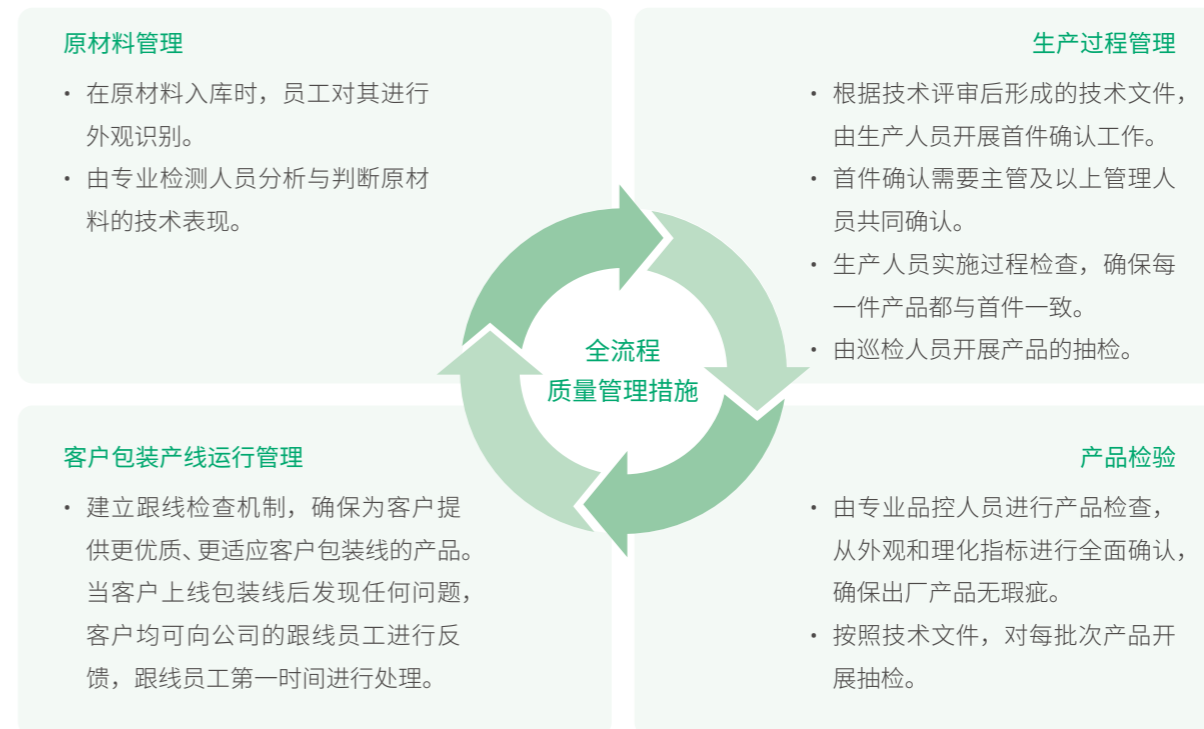 原材料管理
• 在原材料入库时，员工对其进行
外观识别。
• 由专业检测人员分析与判断原材
料的技术表现。
生产过程管理
• 根据技术评审后形成的技术文件，
由生产人员开展首件确认工作。
• 首件确认需要主管及以上管理人
员共同确认。
• 生产人员实施过程检查，确保每
一件产品都与首件一致。
• 由巡检人员开展产品的抽检。
全流程
质量管理措施
客户包装产线运行管理
• 建立跟线检查机制，确保为客户提
供更优质、更适应客户包装线的产品。
当客户上线包装线后发现任何问题，
客户均可向公司的跟线员工进行反
馈，跟线员工第一时间进行处理。
产品检验
• 由专业品控人员进行产品检查，
从外观和理化指标进行全面确认，
确保出厂产品无瑕疵。
• 按照技术文件，对每批次产品开
展抽检。